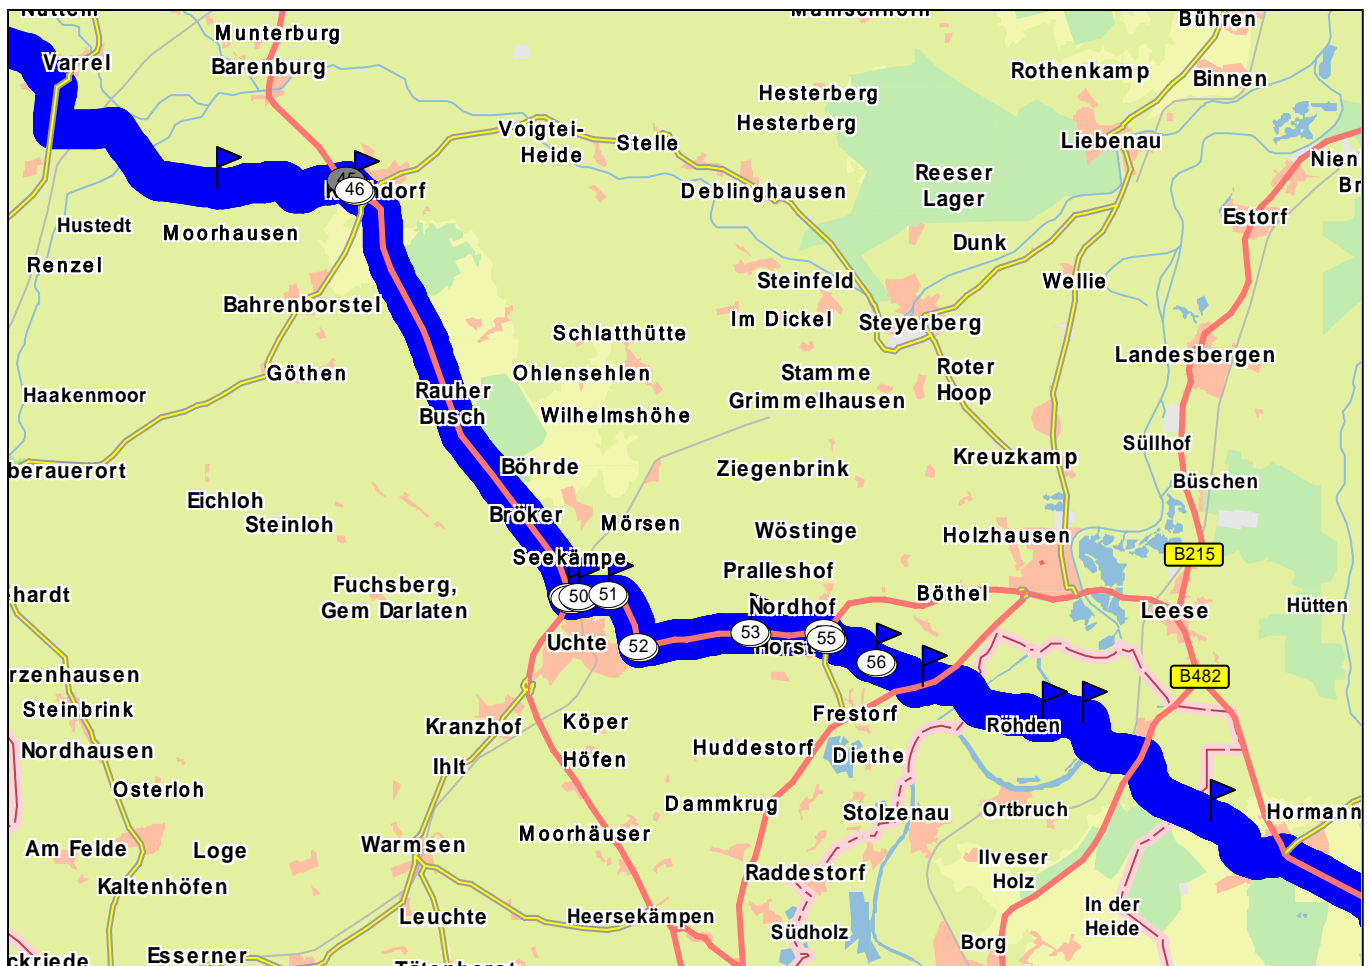 Bühren
Munterburg
Varrel
Barenburg
Rothenkamp
Binnen
Hesterberg
Hesterberg
Voigtei-
Heide
Stelle
Liebenau
Reeser
Lager
Deblinghausen
46
Estorf
Hustedt
Moorhausen
Dunk
Renzel
Steinfeld
Wellie
Bahrenborstel
Im Dickel
Steyerberg
Schlatthütte
Landesbergen
Göthen
Ohlensehlen
Stamme
Roter
Hoop
Rauher
Busch
Haakenmoor
Grimmelhausen
Wilhelmshöhe
Süllhof
Kreuzkamp
berauerort
Böhrde
Ziegenbrink
Büschen
Eichloh
Steinloh
Bröker
Mörsen
Wöstinge
Holzhausen
B215
Seekämpe
Pralleshof
Fuchsberg,
Gem Darlaten
hardt
50
51
Böthel
Nordhof
Leese
Hütten
52
53
55
Uchte
56
rzenhausen
B482
Steinbrink
Kranzhof
Köper
Frestorf
Röhden
Nordhausen
Höfen
Huddestorf
Diethe
Ihlt
Osterloh
Dammkrug
Stolzenau
Ortbruch
Hormann
Moorhäuser
Am Felde
Loge
Warmsen
Ilveser
Holz
Raddestorf
Kaltenhöfen
Leuchte
Heersekämpen
In der
Heide
Südholz
Borg
Esserner
ckriede
Nien
Br